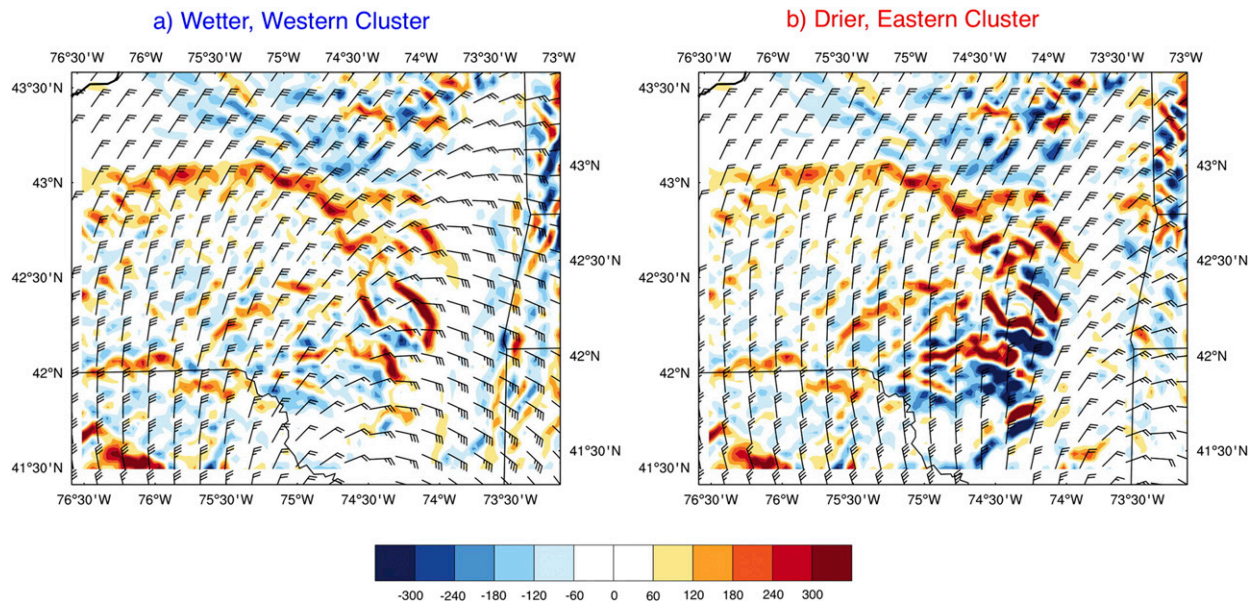 a) Wetter, Western Cluster
b) Drier, Eastern Cluster
76°30'W 76°W 75°30'W 75°W 74°30'W 74°W 73°30'W 73°W
76°30'W 76°W 75°30'W 75°W 74°30'W 74°W 73°30'W 73°W
43°30'N
43°30'N
43°N
43°N
43°N
43°N
42°30'N
42°30'N
42°30'N
42°30'N
42°N
42°N
42°N
42°N
41°30'N
41°30'N
41°30'N
41°30'N
76°30'W 76°W 75°30'W 75°W 74°30'W 74°W 73°30'W
76°30'W 76°W 75°30'W 75°W 74°30'W 74°W 73°30'W
-300 -240 -180 -120 -60 0 60 120 180 240 300